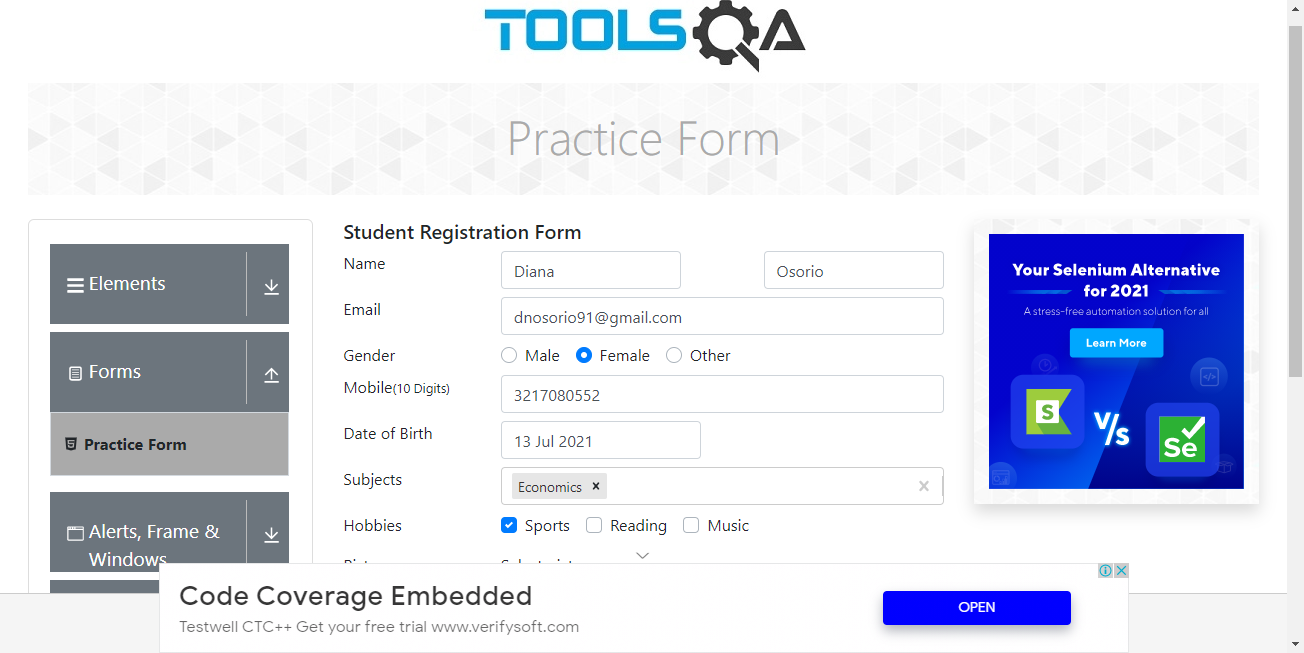 TOOLSQA
Practice Form
Elements
Forms
Practice Form
Alerts, Frame &
Windows
Student Registration Form
Name
Diana
Osorio
Email
dnosorio91@gmail.com
Gender
Male Female Other
Mobile(10 Digits)
3217080552
Date of Birth
13 Jul 2021
Subjects
Economics ×
Hobbies
Sports Reading Music
Your Selenium Alternative
for 2021
A stress-free automation solution for all
Learn More
S
V/s
Se
Code Coverage Embedded
Testwell CTC++ Get your free trial www.verifysoft.com
OPEN